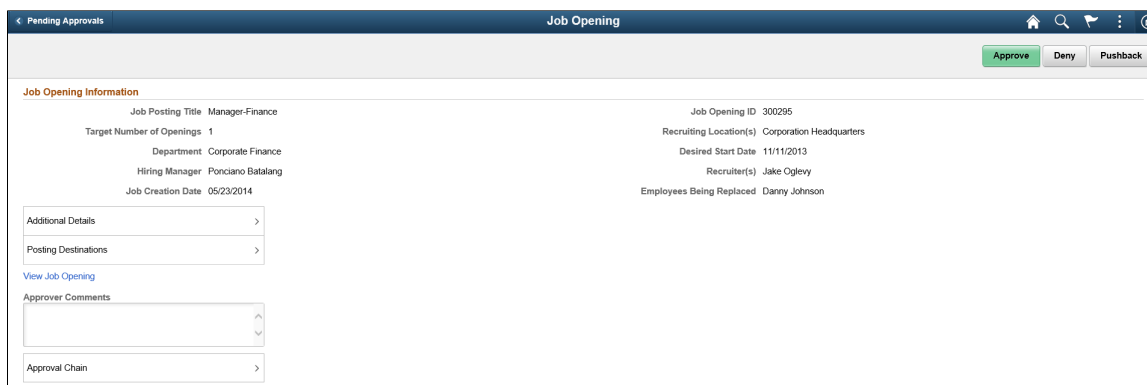 Pending Approvals
Job Opening
Approve Deny Pushback
Job Opening Information
Job Posting Title Manager-Finance
Job Opening ID 300295
Target Number of Openings 1
Recruiting Location(s) Corporation Headquarters
Department Corporate Finance
Desired Start Date 11/11/2013
Hiring Manager Ponciano Batalang
Recruiter(s) Jake Oglevy
Job Creation Date 05/23/2014
Employees Being Replaced Danny Johnson
Additional Details
Posting Destinations
View Job Opening
Approver Comments
Approval Chain